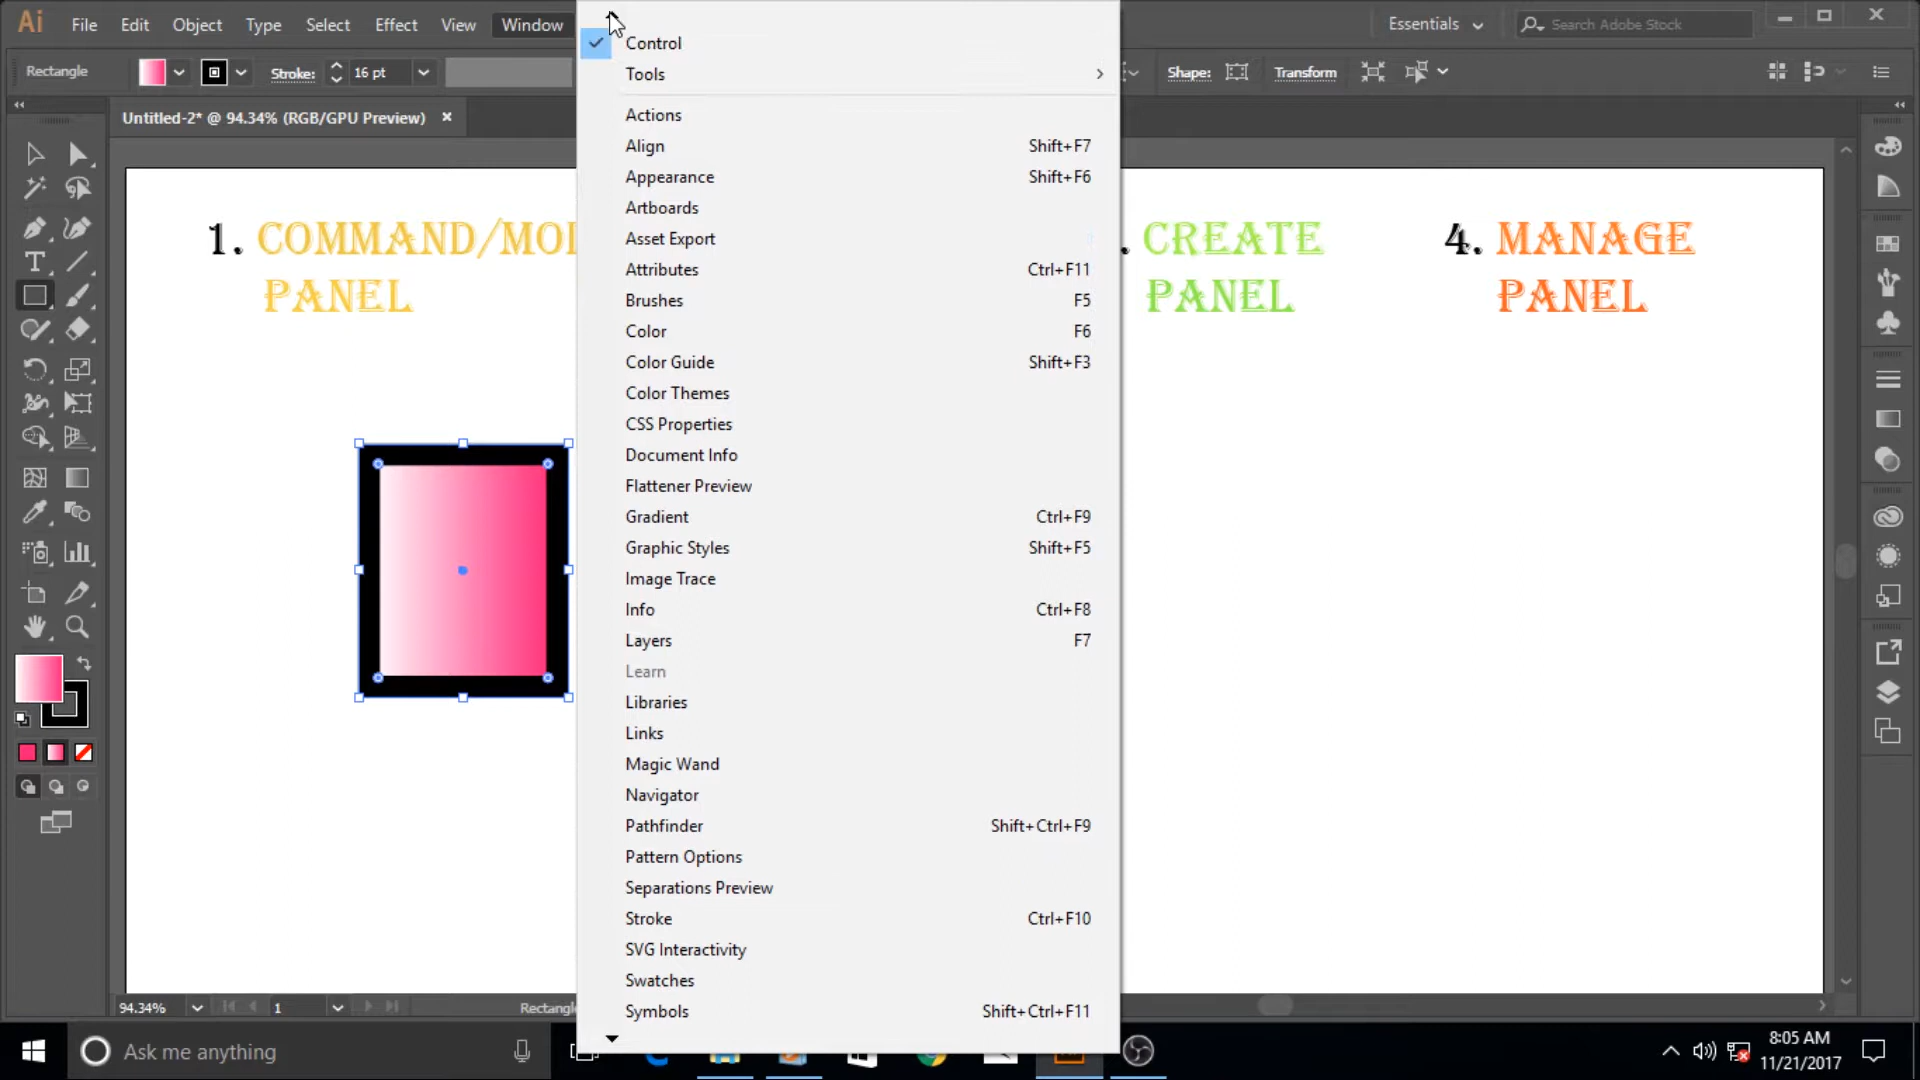 Ai File Edit Object Type Select Effect View Window Essentials Search Adobe Stock
Rectangle Stroke: 16 pt Shape: Transform
Untitled-2* @ 94.34% (RGB/GPU Preview) ×
Control
Tools
Actions
Align Shift+F7
Appearance Shift+F6
Artboards
Asset Export
Attributes Ctrl+F11
Brushes F5
Color F6
Color Guide Shift+F3
Color Themes
CSS Properties
Document Info
Flattener Preview
Gradient Ctrl+F9
Graphic Styles Shift+F5
Image Trace
Info Ctrl+F8
Layers F7
Learn
Libraries
Links
Magic Wand
Navigator
Pathfinder Shift+Ctrl+F9
Pattern Options
Separations Preview
Stroke Ctrl+F10
SVG Interactivity
Swatches
Symbols Shift+Ctrl+F11
1. COMMAND/MO
PANEL
. CREATE
PANEL
4. MANAGE
PANEL
94.34% 1 Rectangle
Ask me anything
8:05 AM
11/21/2017